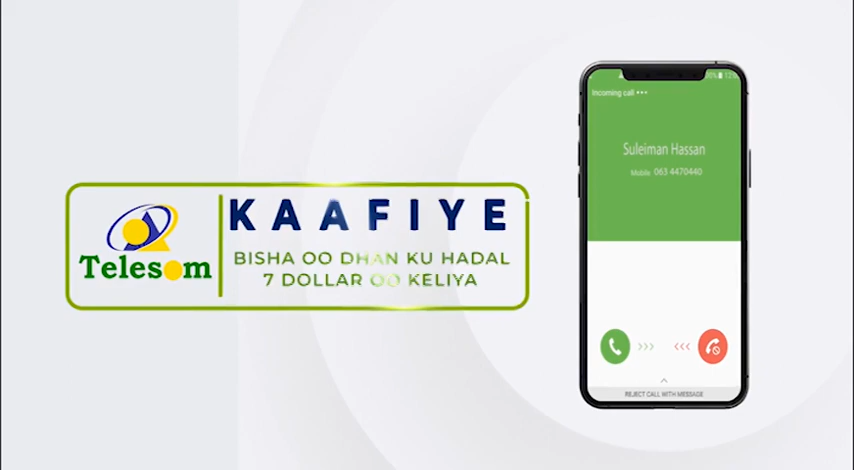 Telesom
KAAFIYE
BISHA OO DHAN KU HADAL
7 DOLLAR OO KELIYA
Incoming call •••
Suleiman Hassan
Mobile 063 4470440
>>>
<<<
REJECT CALL WITH MESSAGE